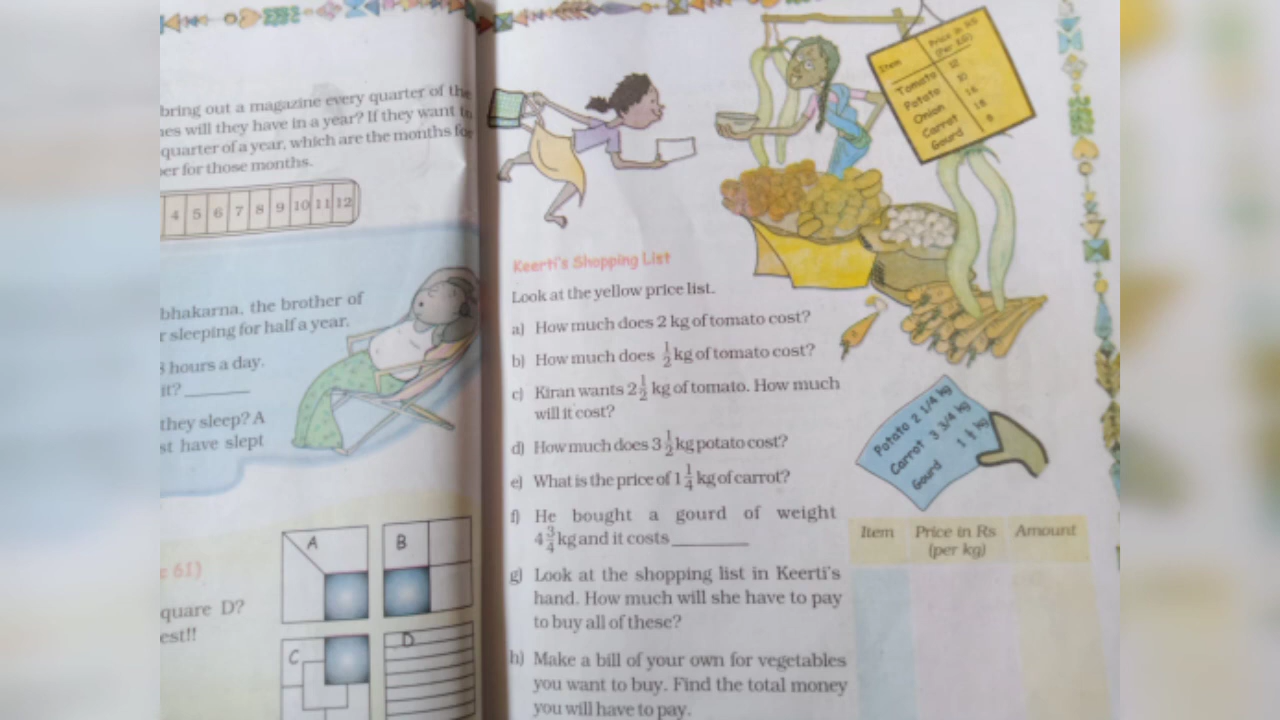 bring out a magazine every quarter of the
es will they have in a year? If they want to
quarter of a year, which are the months for
er for those months.
4 5 6 7 8 9 10 11 12
bhakarna, the brother of
r sleeping for half a year.
hours a day.
it? ________
they sleep? A
st have slept
61)
quare D?
est!!
A
B
C
D
Item Price in Rs (Per KG)
Tomato 12
Potato 10
Onion 16
Carrot 18
Gourd 8
Keerti's Shopping List
Look at the yellow price list.
a) How much does 2 kg of tomato cost?
b) How much does 1/2 kg of tomato cost?
c) Kiran wants 2 1/2 kg of tomato. How much
will it cost?
d) How much does 3 1/2 kg potato cost?
e) What is the price of 1 1/4 kg of carrot?
f) He bought a gourd of weight
4 3/4 kg and it costs ________
g) Look at the shopping list in Keerti's
hand. How much will she have to pay
to buy all of these?
h) Make a bill of your own for vegetables
you want to buy. Find the total money
you will have to pay.
Potato 2 1/4 kg
Carrot 3 3/4 kg
Gourd 1 1/2 kg
Item Price in Rs Amount
(per kg)